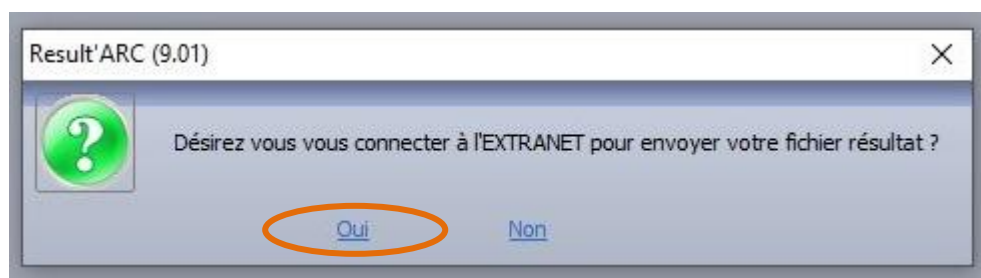 Result'ARC (9.01)
Désirez vous vous connecter à l'EXTRANET pour envoyer votre fichier résultat ?
Oui Non